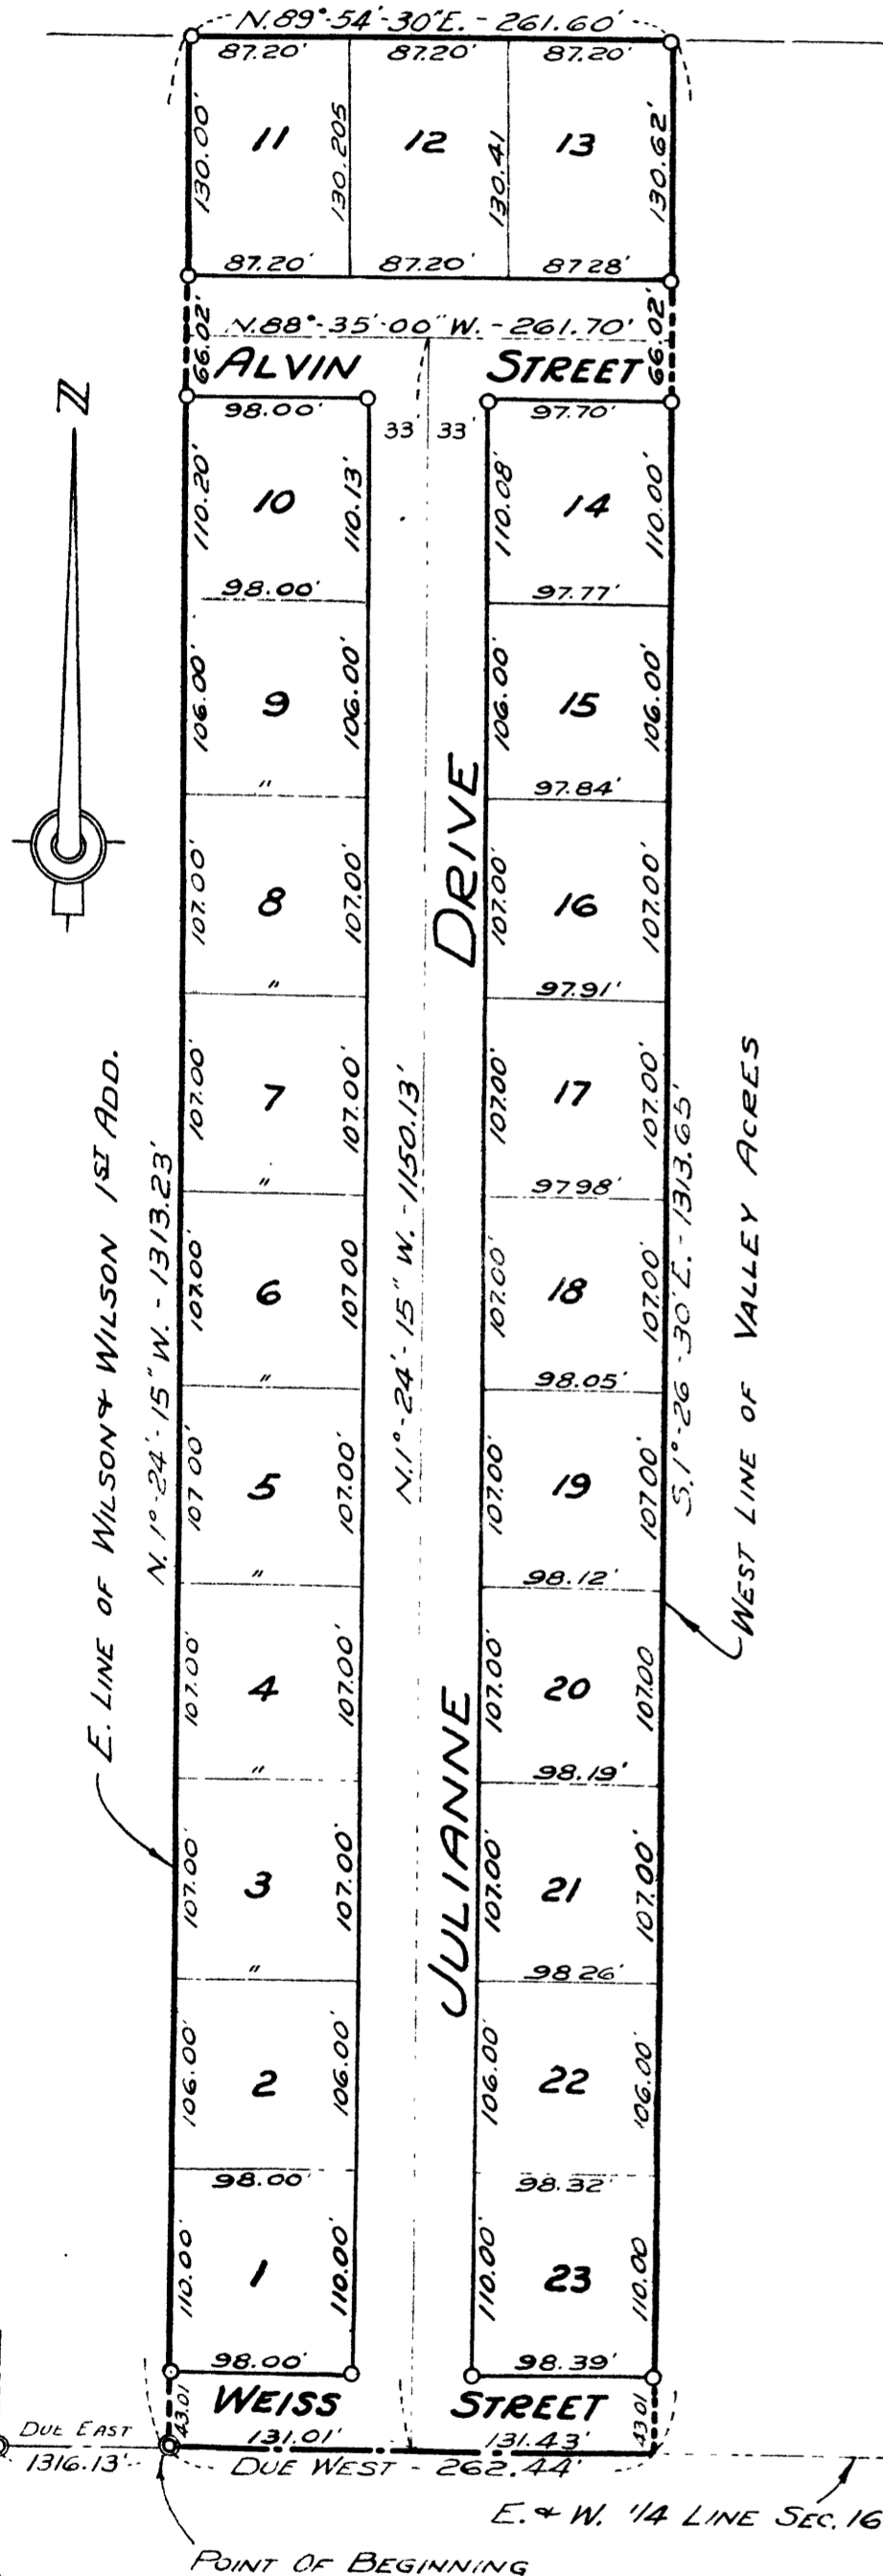 N.89°-54'-30"E. - 261.60'
87.20' 87.20' 87.20'
130.00' 11 130.205 12 130.41 13 130.62'
87.20' 87.20' 87.28'
66.02' N.88°-35'-00"W. - 261.70' 66.02'
ALVIN STREET
98.00' 33' 33' 97.70'
N
110.20' 10 110.13' 110.08' 14 110.00'
98.00' 97.77'
106.00' 9 106.00' 106.00' 15 106.00'
" 97.84'
107.00' 8 107.00' 107.00' 16 107.00'
" 97.91'
107.00' 7 107.00' 107.00' 17 107.00'
" 97.98'
107.00' 6 107.00 107.00' 18 107.00'
" 98.05'
107.00' 5 107.00' 107.00' 19 107.00'
" 98.12'
107.00' 4 107.00' 107.00' 20 107.00
" 98.19'
107.00' 3 107.00' 107.00' 21 107.00'
" 98.26'
106.00' 2 106.00' 106.00' 22 106.00'
98.00' 98.32'
110.00' 1 110.00' 110.00' 23 110.00
98.00' 98.39'
JULIANNE DRIVE
N.1°-24'-15" W. - 1150.13'
E. LINE OF WILSON & WILSON 1ST ADD.
N.1°-24'-15" W. - 1313.23'
S.1°-26'-30"E. - 1313.65'
WEST LINE OF VALLEY ACRES
WEISS STREET
43.01 131.01' 131.43' 43.01
DUE EAST
1316.13'
DUE WEST - 262.44'
E. & W. 1/4 LINE SEC. 16
POINT OF BEGINNING